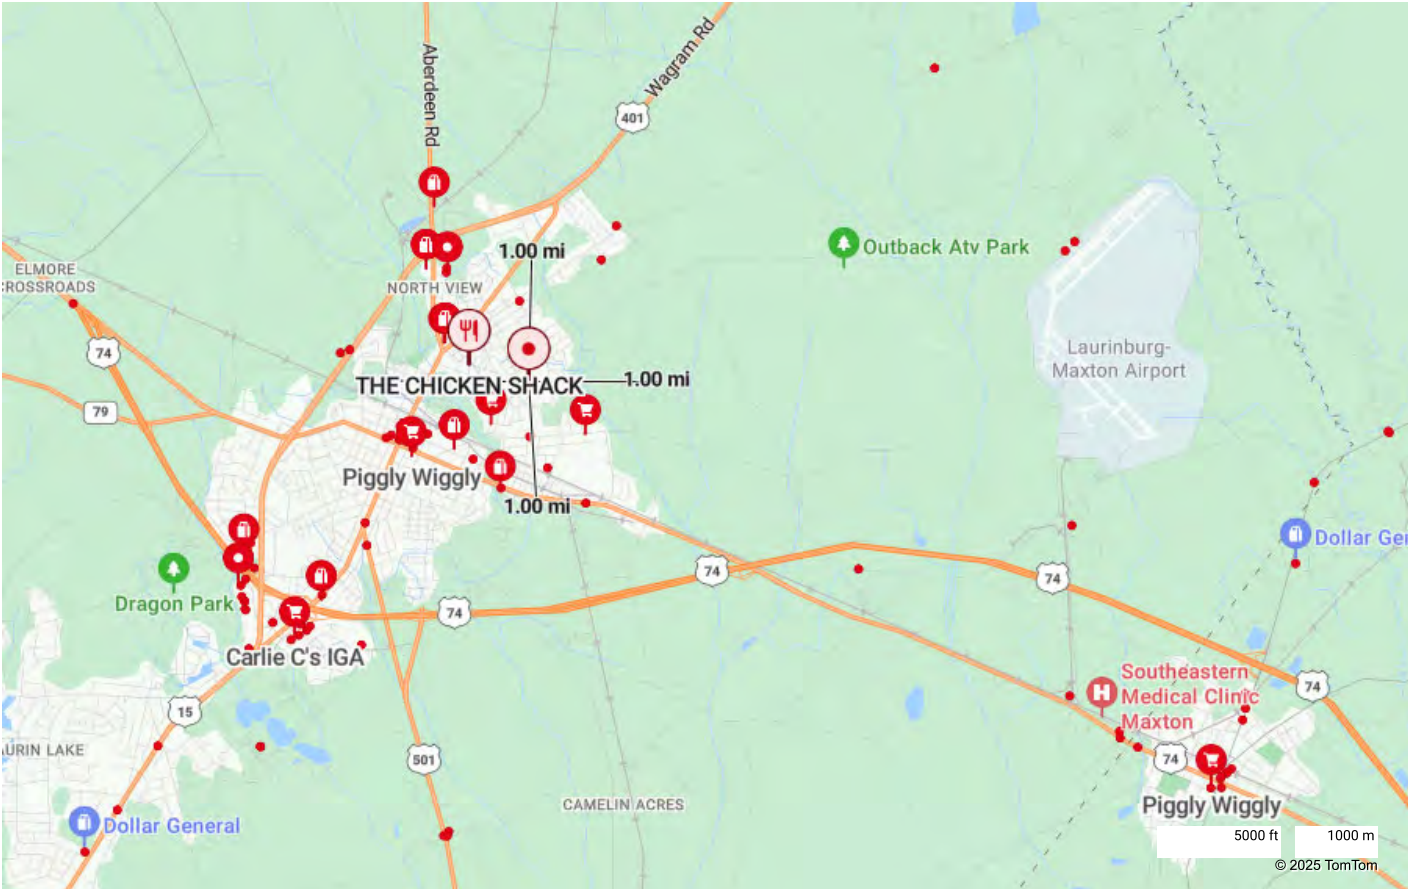 Aberdeen Rd
Wagram Rd
401
1.00 mi
Outback Atv Park
ELMORE
CROSSROADS
NORTH VIEW
74
Laurinburg-
Maxton Airport
THE CHICKEN SHACK
1.00 mi
79
Piggly Wiggly
1.00 mi
Dollar Ge
74
74
Dragon Park
74
Carlie C's IGA
Southeastern
Medical Clinic
Maxton
74
15
AURIN LAKE
501
74
CAMELIN ACRES
Piggly Wiggly
Dollar General
5000 ft
1000 m
© 2025 TomTom